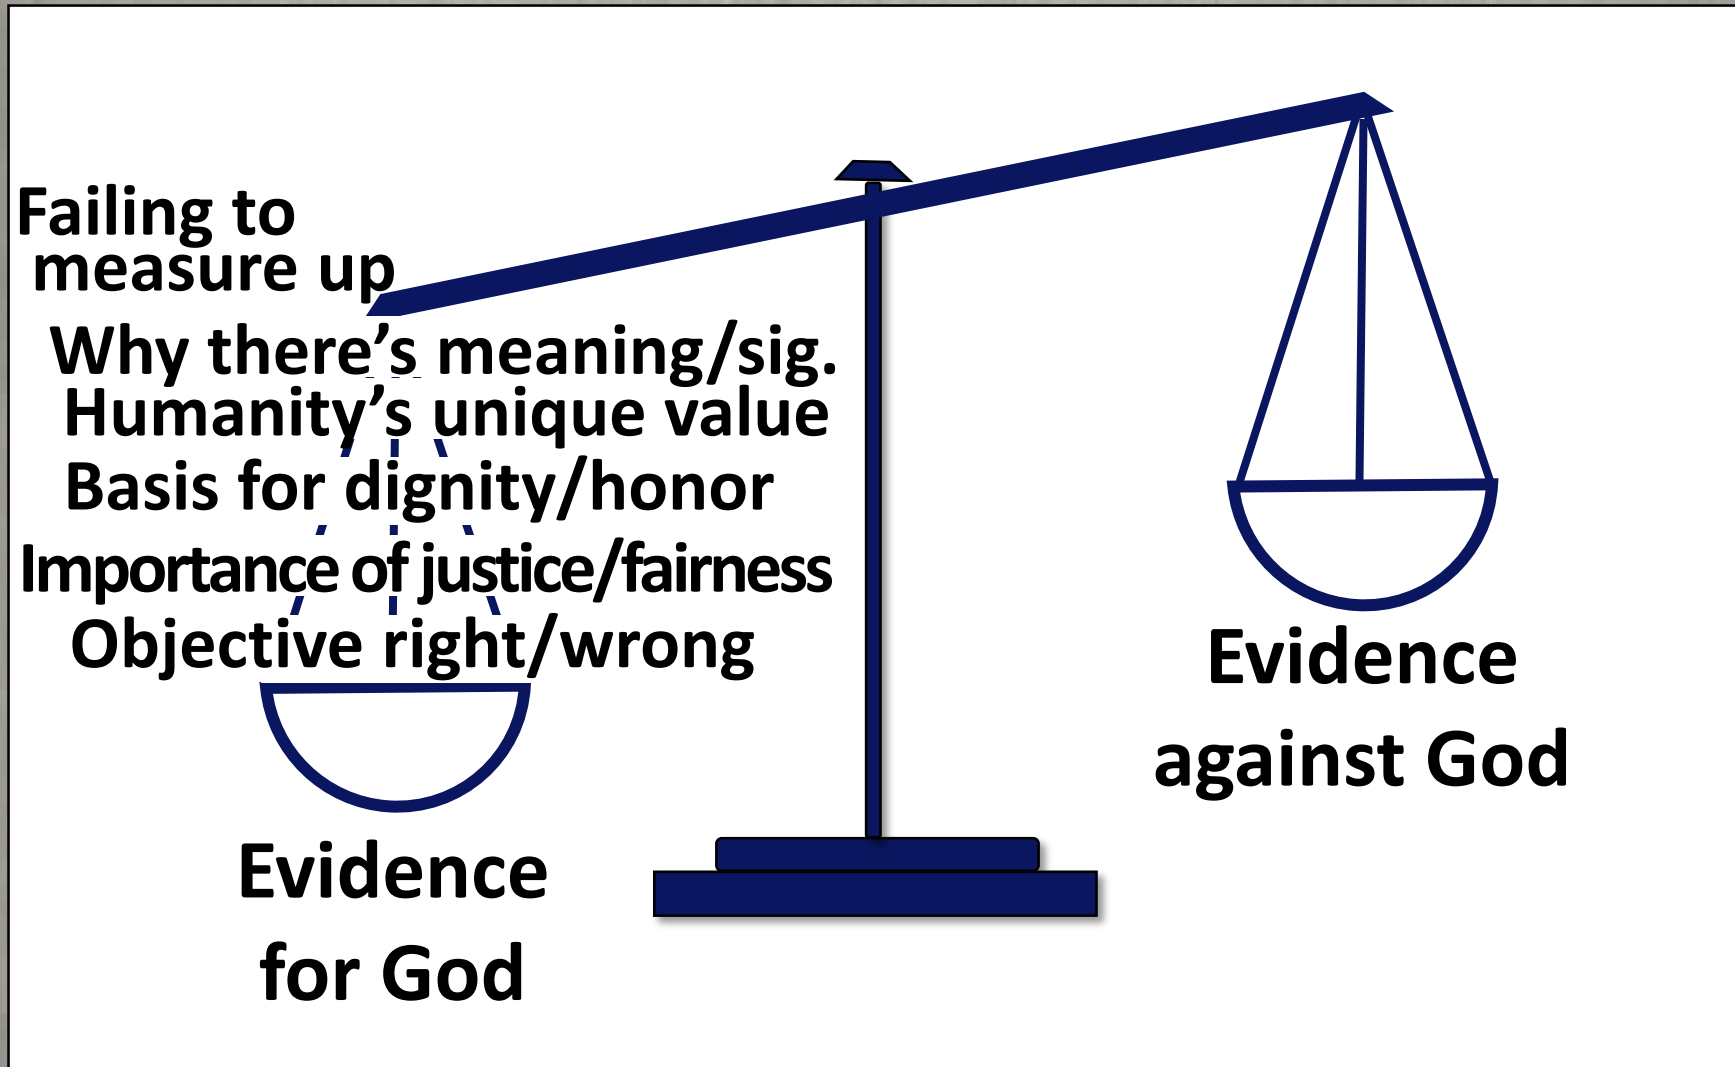 Failing to
measure up
Why there’s meaning/sig.
Humanity’s unique value
Basis for dignity/honor
Importance of justice/fairness
Objective right/wrong
Evidence
for God
Evidence
against God